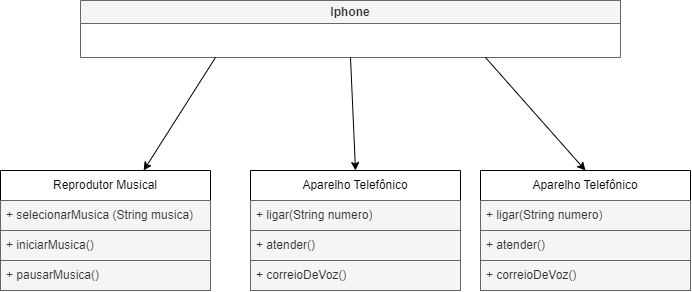 Iphone
Reprodutor Musical
+ selecionarMusica (String musica)
+ iniciarMusica()
+ pausarMusica()
Aparelho Telefônico
+ ligar(String numero)
+ atender()
+ correioDeVoz()
Aparelho Telefônico
+ ligar(String numero)
+ atender()
+ correioDeVoz()